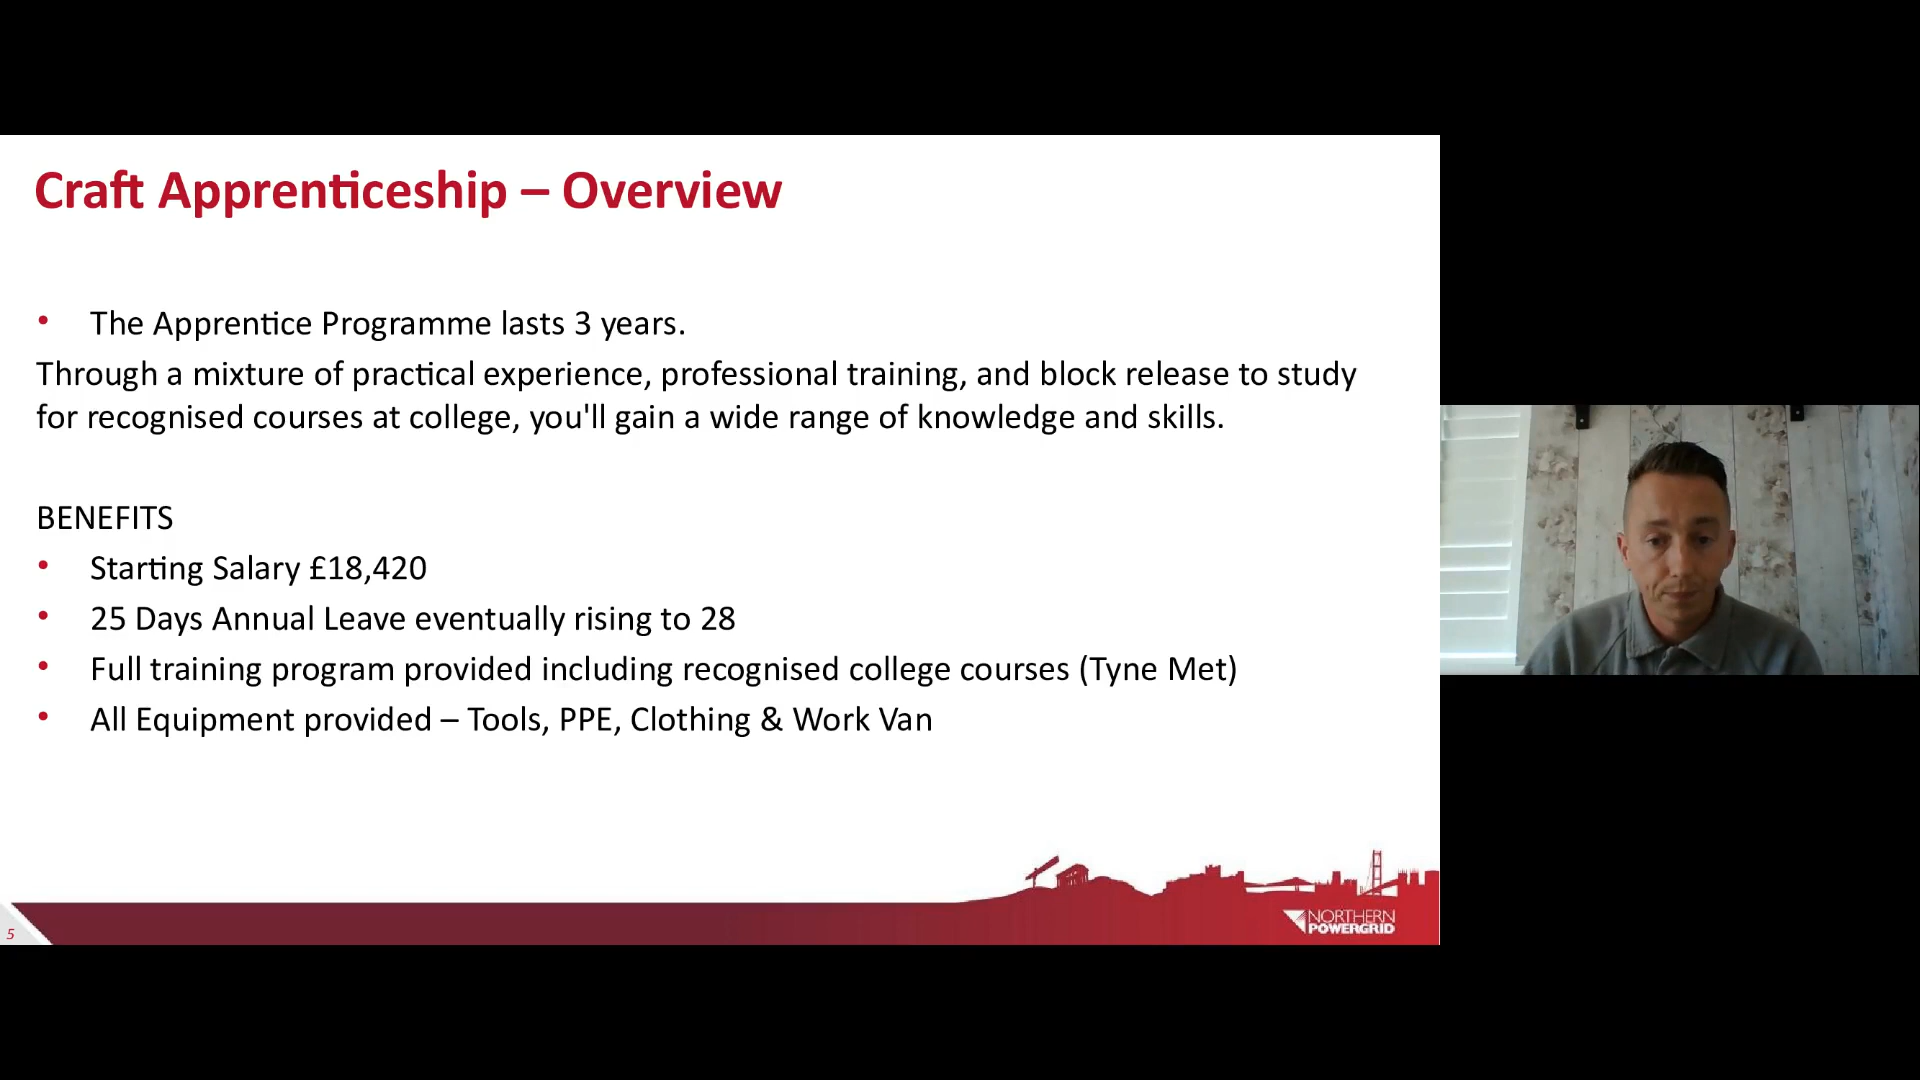 Craft Apprenticeship – Overview
• The Apprentice Programme lasts 3 years.
Through a mixture of practical experience, professional training, and block release to study
for recognised courses at college, you'll gain a wide range of knowledge and skills.
BENEFITS
• Starting Salary £18,420
• 25 Days Annual Leave eventually rising to 28
• Full training program provided including recognised college courses (Tyne Met)
• All Equipment provided – Tools, PPE, Clothing & Work Van
5
NORTHERN
POWERGRID